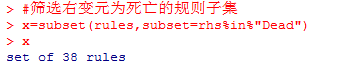 > #筛选右变元为死亡的规则子集
> x=subset(rules,subset=rhs%in%"Dead")
> x
set of 38 rules